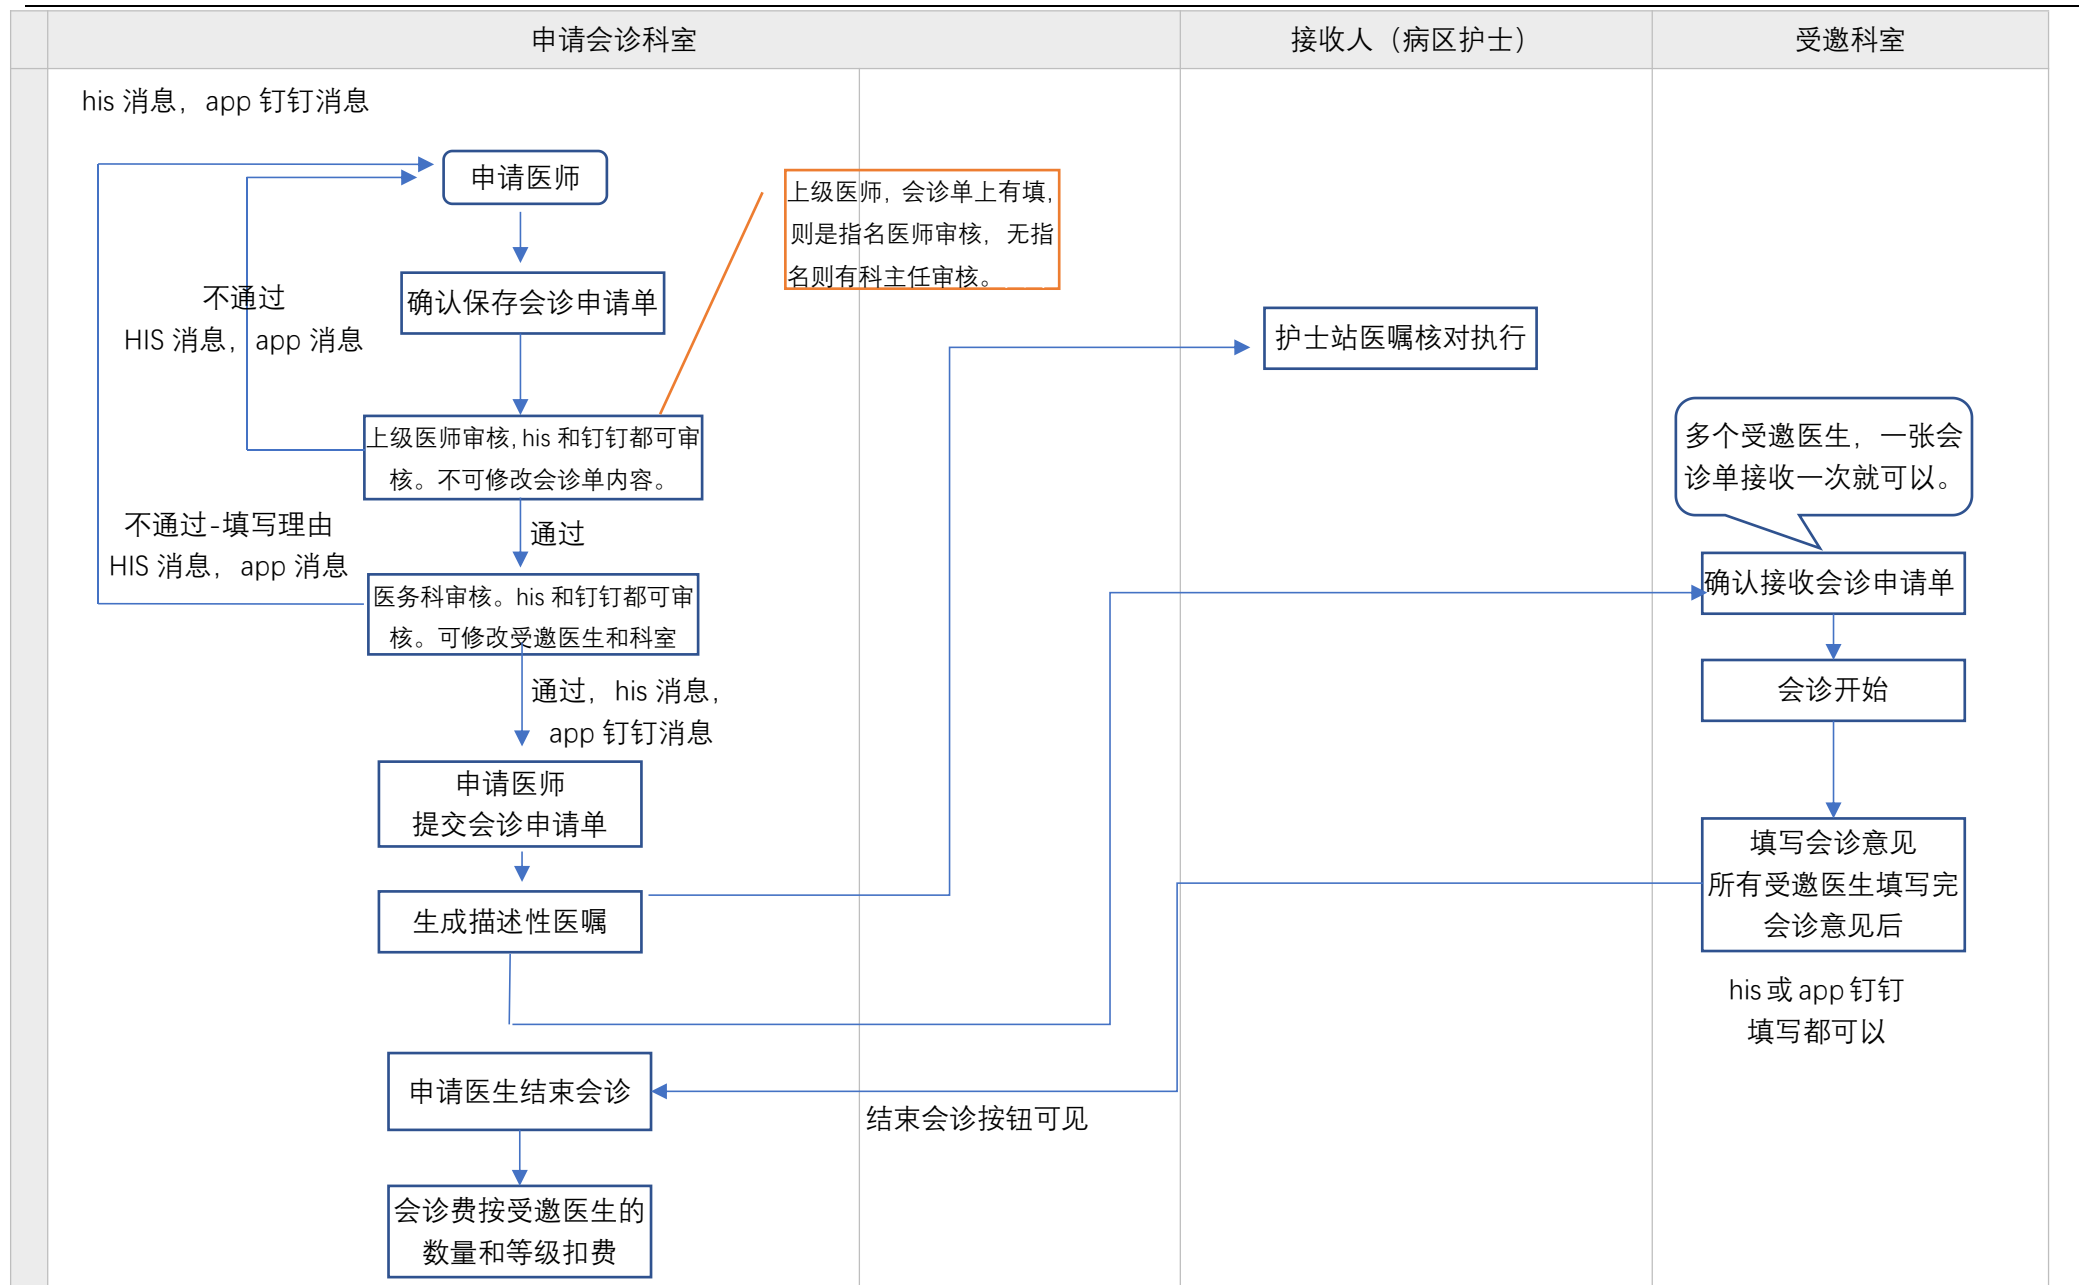 申请会诊科室
接收人（病区护士）
受邀科室
his 消息，app 钉钉消息
申请医师
上级医师，会诊单上有填，
则是指名医师审核，无指
名则有科主任审核。
确认保存会诊申请单
不通过
HIS 消息，app 消息
护士站医嘱核对执行
上级医师审核，his 和钉钉都可审
核。不可修改会诊单内容。
多个受邀医生，一张会
诊单接收一次就可以。
不通过-填写理由
HIS 消息，app 消息
通过
医务科审核。his 和钉钉都可审
核。可修改受邀医生和科室
确认接收会诊申请单
通过，his 消息，
app 钉钉消息
会诊开始
申请医师
提交会诊申请单
填写会诊意见
所有受邀医生填写完
会诊意见后
生成描述性医嘱
his 或 app 钉钉
填写都可以
申请医生结束会诊
结束会诊按钮可见
会诊费按受邀医生的
数量和等级扣费